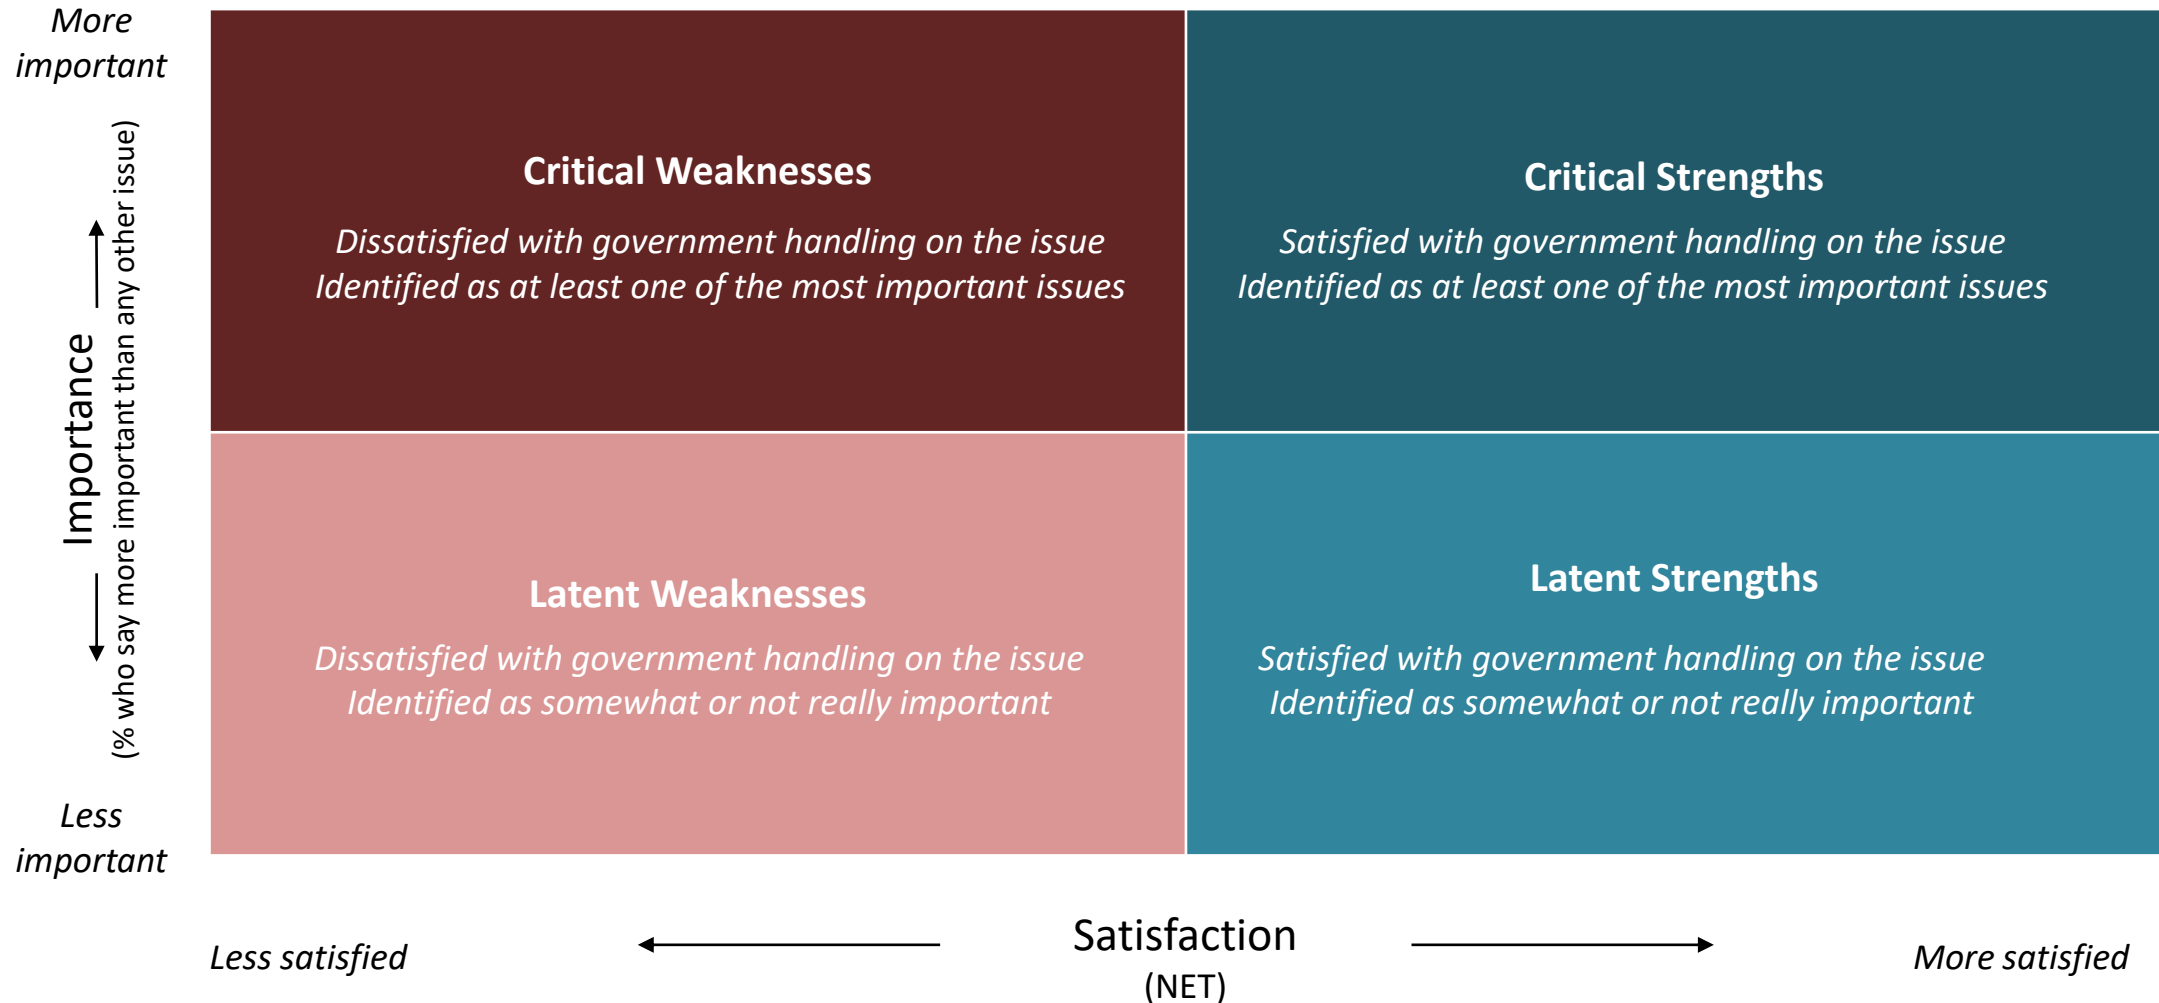 More
important
Importance
(% who say more important than any other issue)
Less
important
Critical Weaknesses
Dissatisfied with government handling on the issue
Identified as at least one of the most important issues
Critical Strengths
Satisfied with government handling on the issue
Identified as at least one of the most important issues
Latent Weaknesses
Dissatisfied with government handling on the issue
Identified as somewhat or not really important
Latent Strengths
Satisfied with government handling on the issue
Identified as somewhat or not really important
Less satisfied
Satisfaction
(NET)
More satisfied